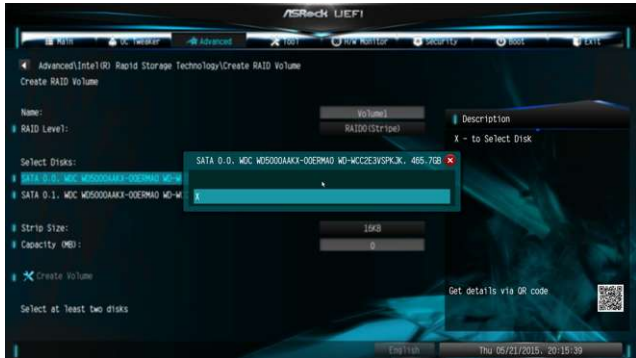 ASRock UEFI
Main OC Tweaker Advanced Tool H/W Monitor Security Boot Exit
Advanced\Intel(R) Rapid Storage Technology\Create RAID Volume
Create RAID Volume
Name: Volume1
RAID Level: RAID0(Stripe)
Description
X - to Select Disk
Select Disks:
SATA 0.0. WDC WD5000AAKX-00ERMA0 WD-WCC2E3VSPKJK. 465.7GB
SATA 0.0. WDC WD5000AAKX-00ERMA0 WD-W
X
SATA 0.1. WDC WD5000AAKX-00ERMA0 WD-W
Strip Size: 16KB
Capacity (MB): 0
Create Volume
Get details via QR code
Select at least two disks
English Thu 05/21/2015. 20:15:39